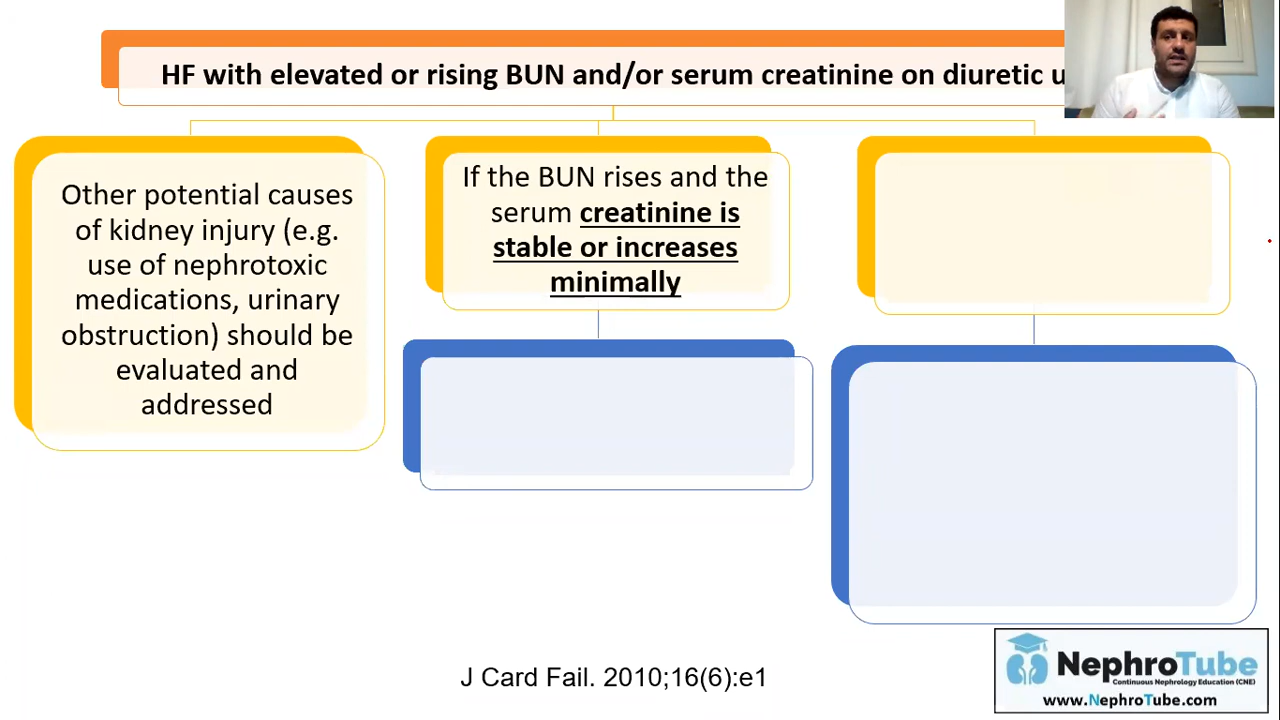 HF with elevated or rising BUN and/or serum creatinine on diuretic
Other potential causes
of kidney injury (e.g.
use of nephrotoxic
medications, urinary
obstruction) should be
evaluated and
addressed
If the BUN rises and the
serum creatinine is
stable or increases
minimally
J Card Fail. 2010;16(6):e1
NephroTube
Continuous Nephrology Education (CNE)
www.NephroTube.com